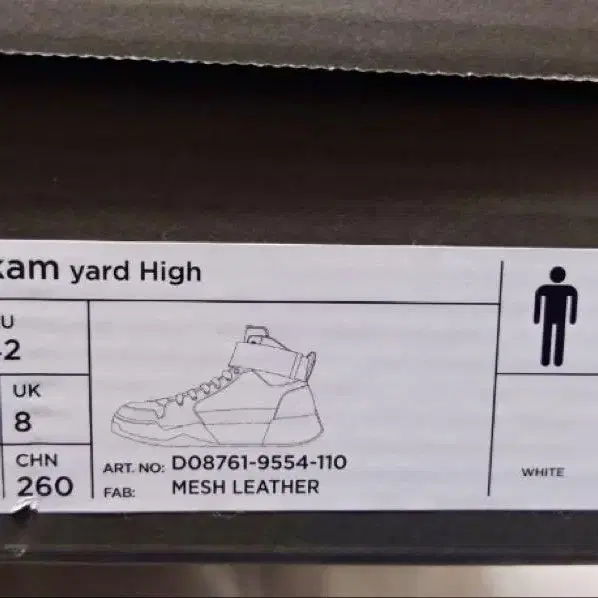 kam yard High
U
2
UK
8
CHN
260
ART. NO: D08761-9554-110
FAB: MESH LEATHER
WHITE